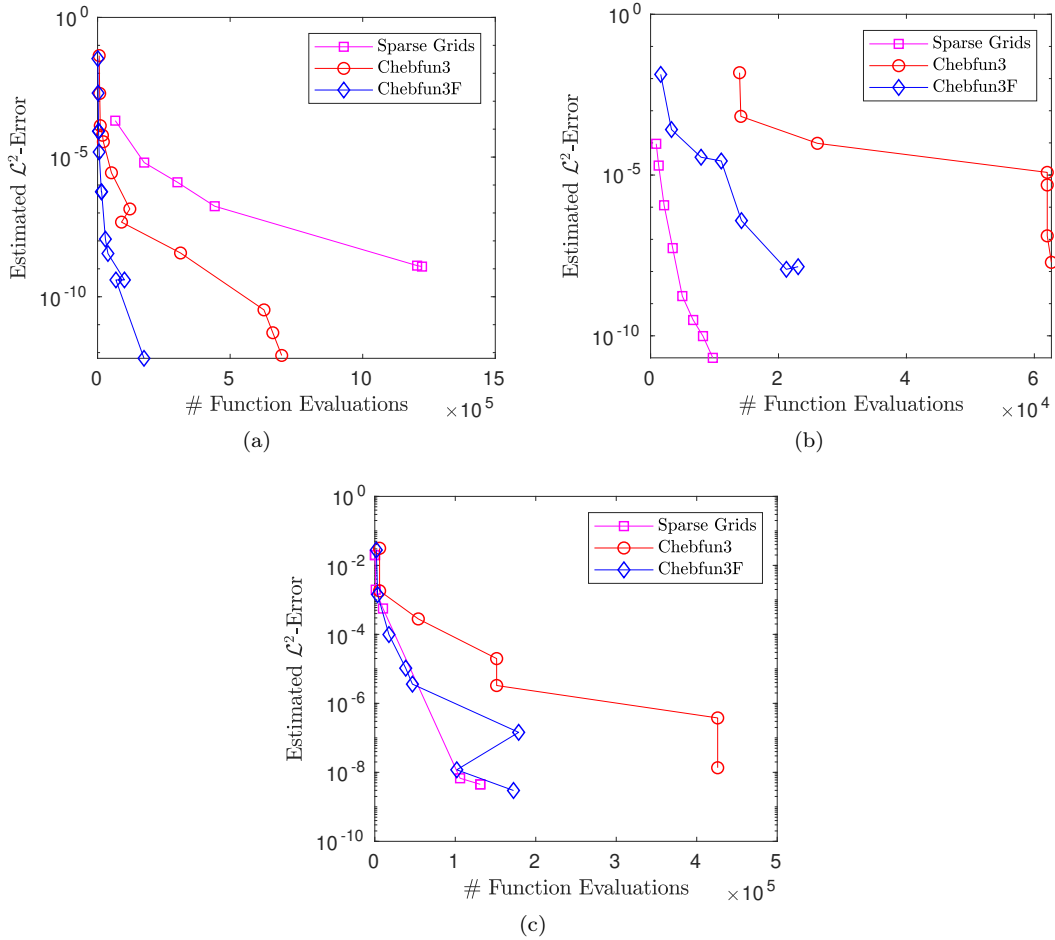 10^0
10^-5
10^-10
Estimated 𝓛^2-Error
Sparse Grids
Chebfun3
Chebfun3F
0 5 10 15
# Function Evaluations ×10^5
(a)
10^0
10^-5
10^-10
Estimated 𝓛^2-Error
Sparse Grids
Chebfun3
Chebfun3F
0 2 4 6
# Function Evaluations ×10^4
(b)
10^0
10^-2
10^-4
10^-6
10^-8
10^-10
Estimated 𝓛^2-Error
Sparse Grids
Chebfun3
Chebfun3F
0 1 2 3 4 5
# Function Evaluations ×10^5
(c)